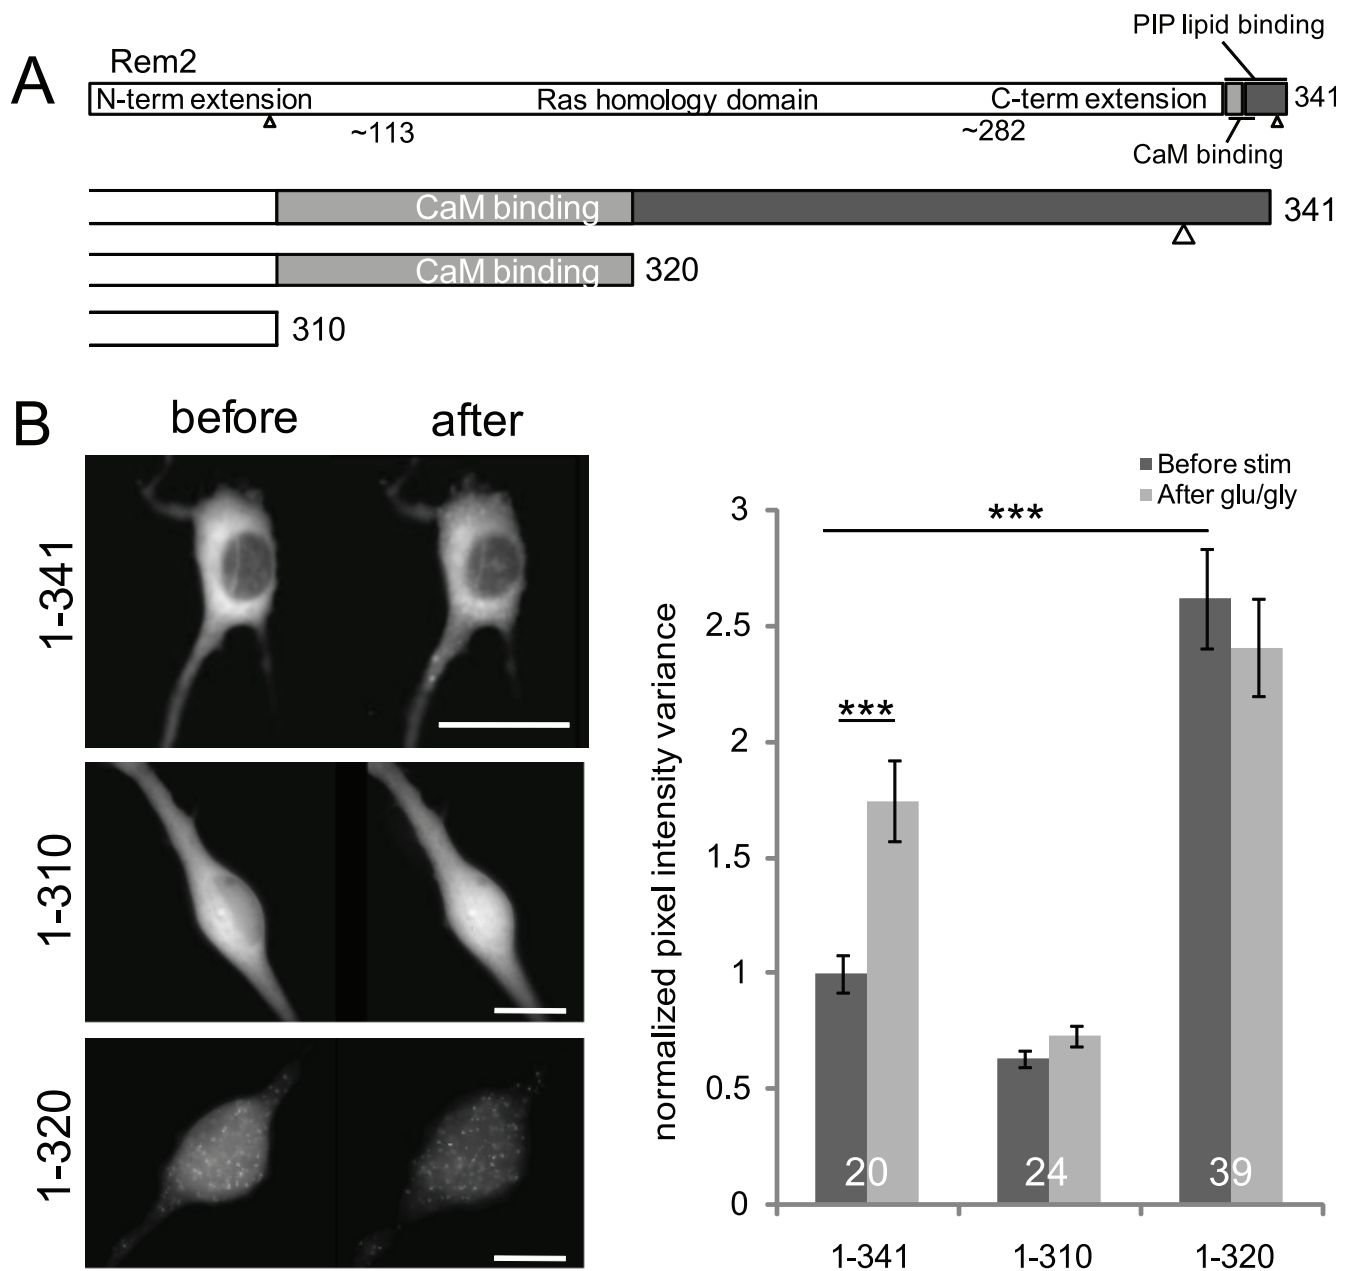 A
Rem2
PIP lipid binding
N-term extension
Ras homology domain
C-term extension
341
~113
~282
CaM binding
CaM binding
341
CaM binding
320
310
B
before
after
1-341
1-310
1-320
Before stim
After glu/gly
normalized pixel intensity variance
3
2.5
2
1.5
1
0.5
0
***
***
20
24
39
1-341
1-310
1-320